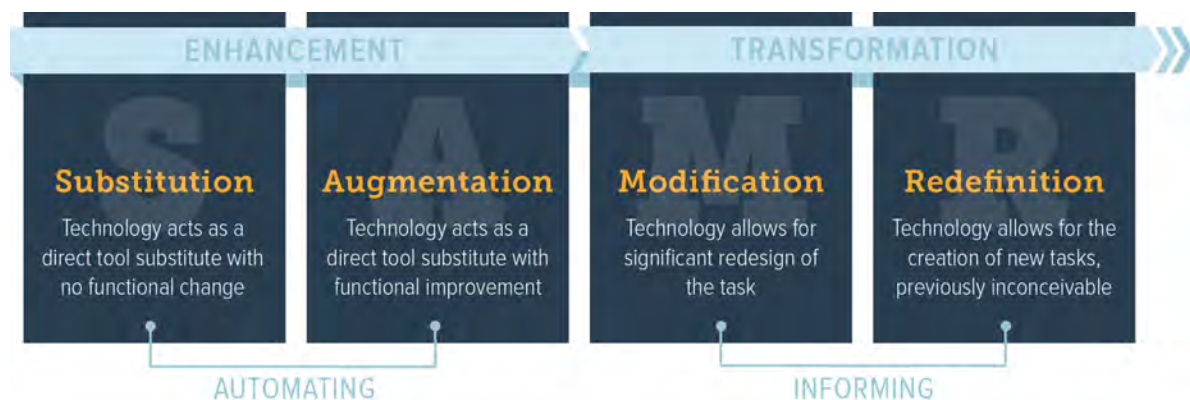 ENHANCEMENT
TRANSFORMATION
S
Substitution
Technology acts as a
direct tool substitute with
no functional change
A
Augmentation
Technology acts as a
direct tool substitute with
functional improvement
M
Modification
Technology allows for
significant redesign of
the task
R
Redefinition
Technology allows for the
creation of new tasks,
previously inconceivable
AUTOMATING
INFORMING